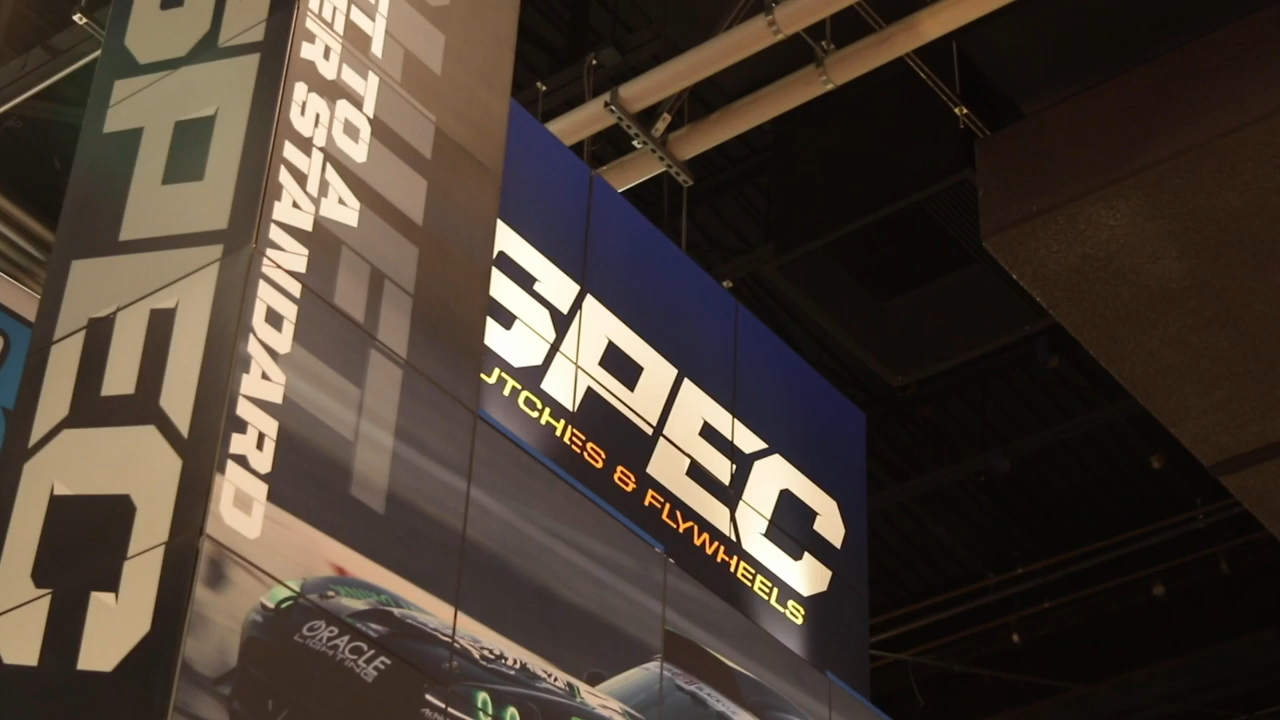 SPEC
T TO A
ER STANDARD
SPEC
UTCHES & FLYWHEELS
ORACLE
LIGHTING